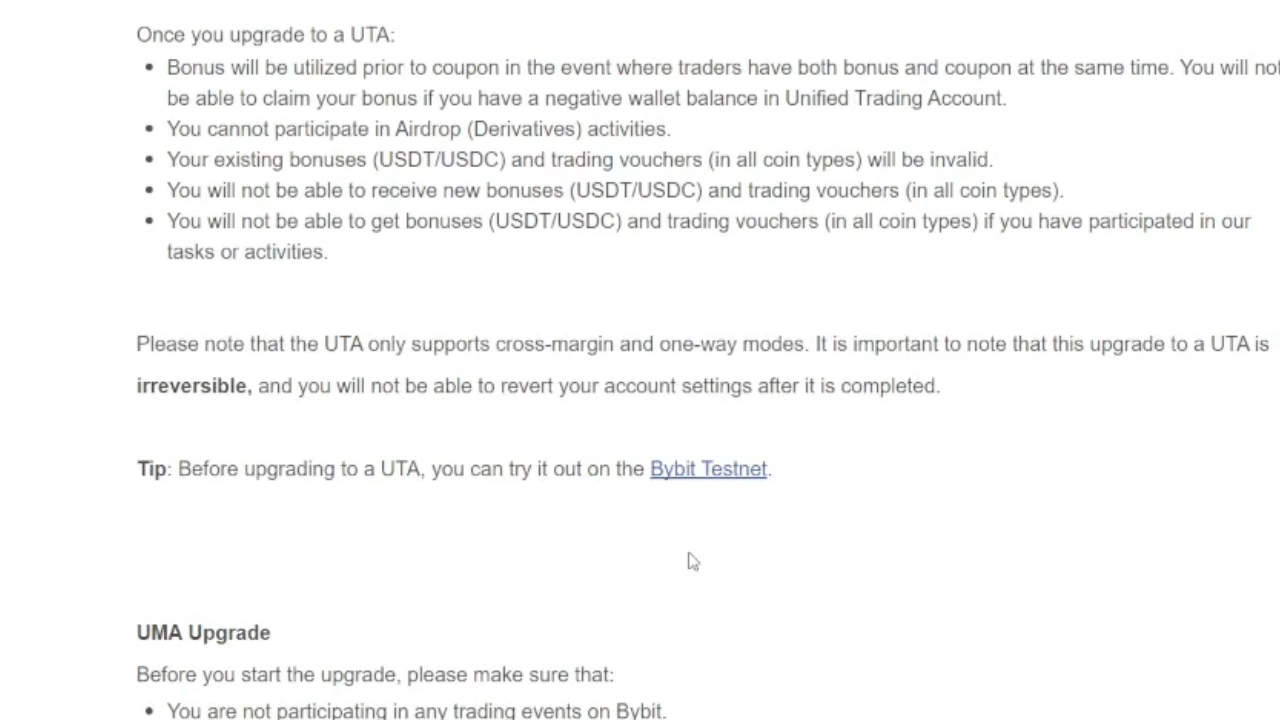 Once you upgrade to a UTA:
• Bonus will be utilized prior to coupon in the event where traders have both bonus and coupon at the same time. You will not
be able to claim your bonus if you have a negative wallet balance in Unified Trading Account.
• You cannot participate in Airdrop (Derivatives) activities.
• Your existing bonuses (USDT/USDC) and trading vouchers (in all coin types) will be invalid.
• You will not be able to receive new bonuses (USDT/USDC) and trading vouchers (in all coin types).
• You will not be able to get bonuses (USDT/USDC) and trading vouchers (in all coin types) if you have participated in our
tasks or activities.
Please note that the UTA only supports cross-margin and one-way modes. It is important to note that this upgrade to a UTA is
irreversible, and you will not be able to revert your account settings after it is completed.
Tip: Before upgrading to a UTA, you can try it out on the Bybit Testnet.
UMA Upgrade
Before you start the upgrade, please make sure that:
• You are not participating in any trading events on Bybit.